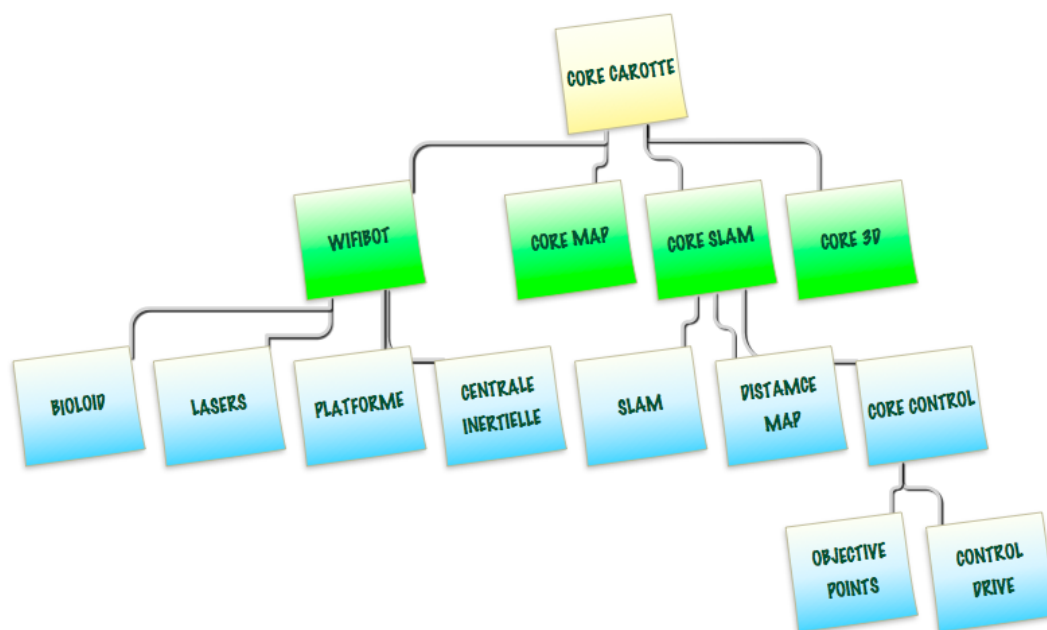 CORE CAROTTE
WIFIBOT
CORE MAP
CORE SLAM
CORE 3D
BIOLOID
LASERS
PLATFORME
CENTRALE
INERTIELLE
SLAM
DISTAMCE
MAP
CORE CONTROL
OBJECTIVE
POINTS
CONTROL
DRIVE